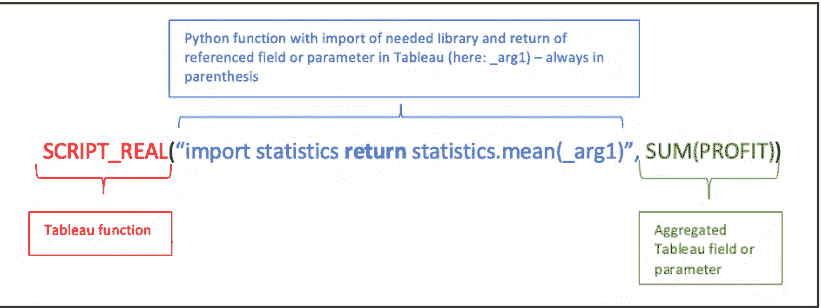 Python function with import of needed library and return of
referenced field or parameter in Tableau (here: _arg1) – always in
parenthesis
SCRIPT_REAL(“import statistics return statistics.mean(_arg1)”, SUM(PROFIT))
Tableau function
Aggregated
Tableau field or
parameter